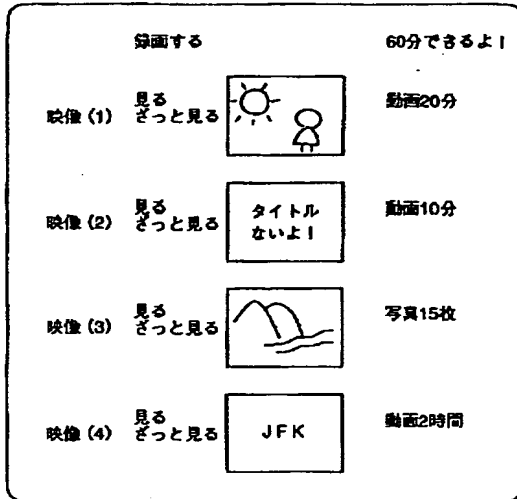 録画する 60分できるよ！
見る
映像（1） ざっと見る 動画20分
見る
映像（2） ざっと見る タイトル ないよ！ 動画10分
見る
映像（3） ざっと見る 写真15枚
見る
映像（4） ざっと見る JFK 動画2時間